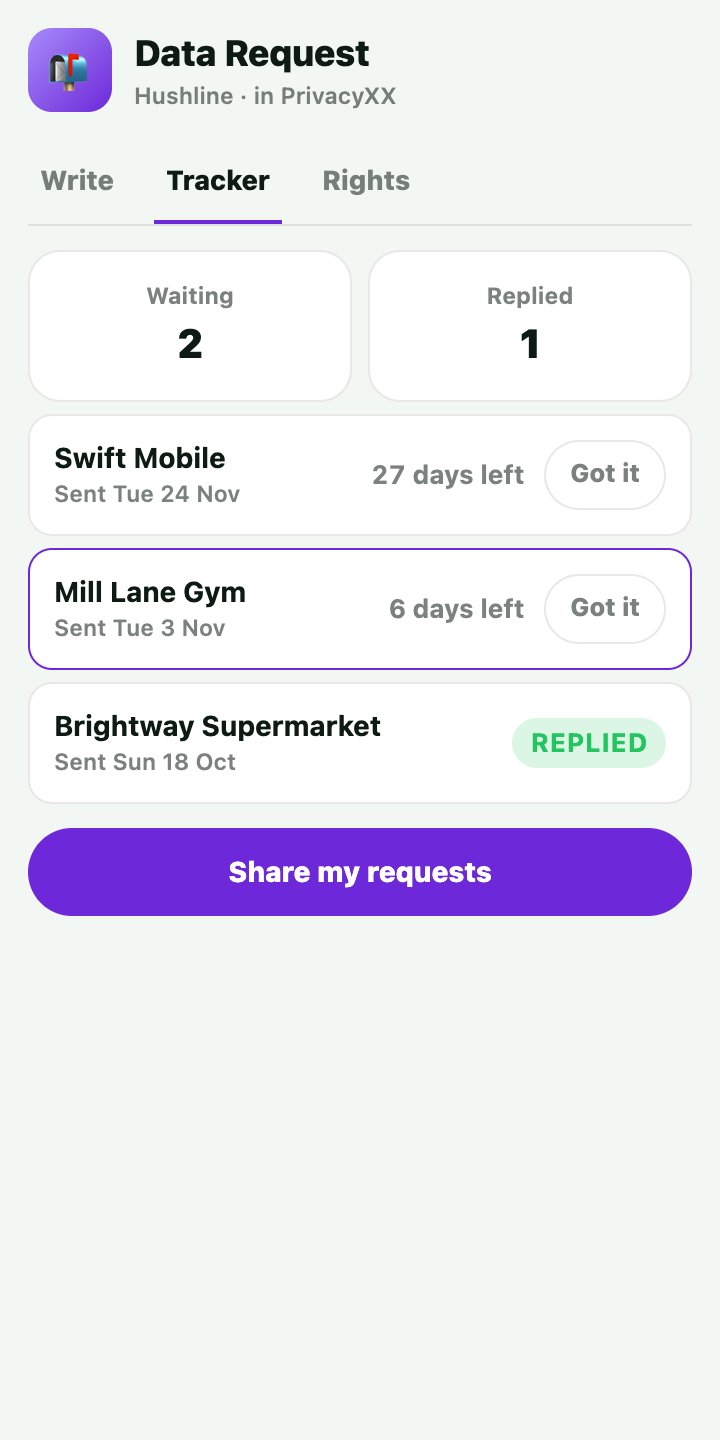 Data Request
Hushline · in PrivacyXX
Write
Tracker
Rights
Waiting
2
Replied
1
Swift Mobile
Sent Tue 24 Nov
27 days left
Got it
Mill Lane Gym
Sent Tue 3 Nov
6 days left
Got it
Brightway Supermarket
Sent Sun 18 Oct
REPLIED
Share my requests